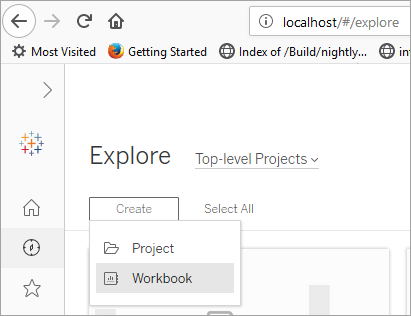 localhost/#/explore
Most Visited Getting Started Index of /Build/nightly...
Explore Top-level Projects
Create Select All
Project
Workbook